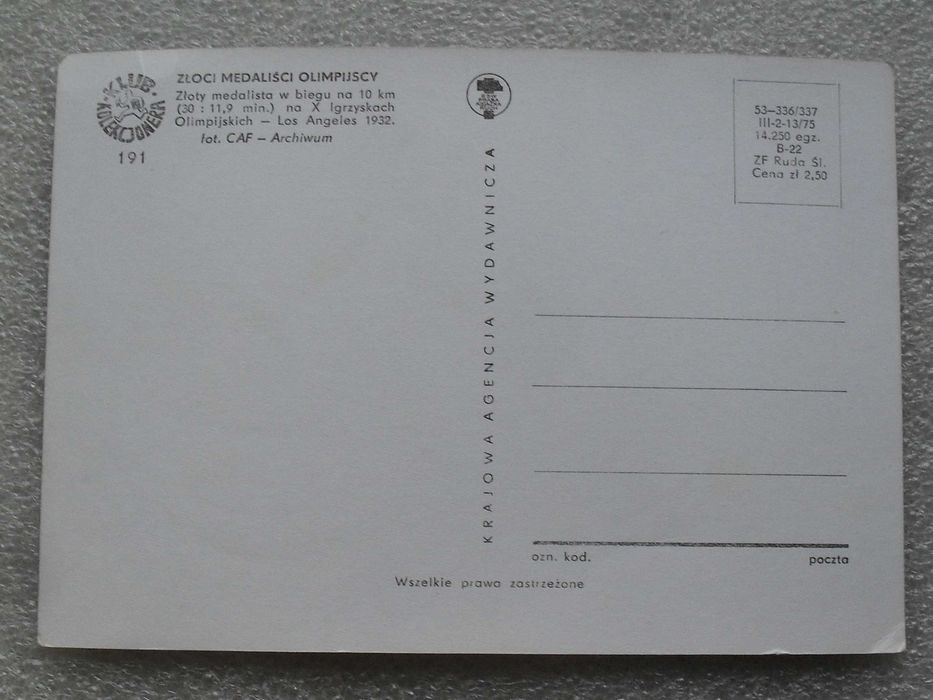 KLUB KOLEKCJONERA
191
ZŁOCI MEDALIŚCI OLIMPIJSCY
Złoty medalista w biegu na 10 km
(30 : 11,9 min.) na X Igrzyskach
Olimpijskich — Los Angeles 1932.
fot. CAF — Archiwum
KRAJOWA AGENCJA WYDAWNICZA
53—336/337
III-2-13/75
14.250 egz.
B-22
ZF Ruda Śl.
Cena zł 2,50
ozn. kod.
poczta
Wszelkie prawa zastrzeżone